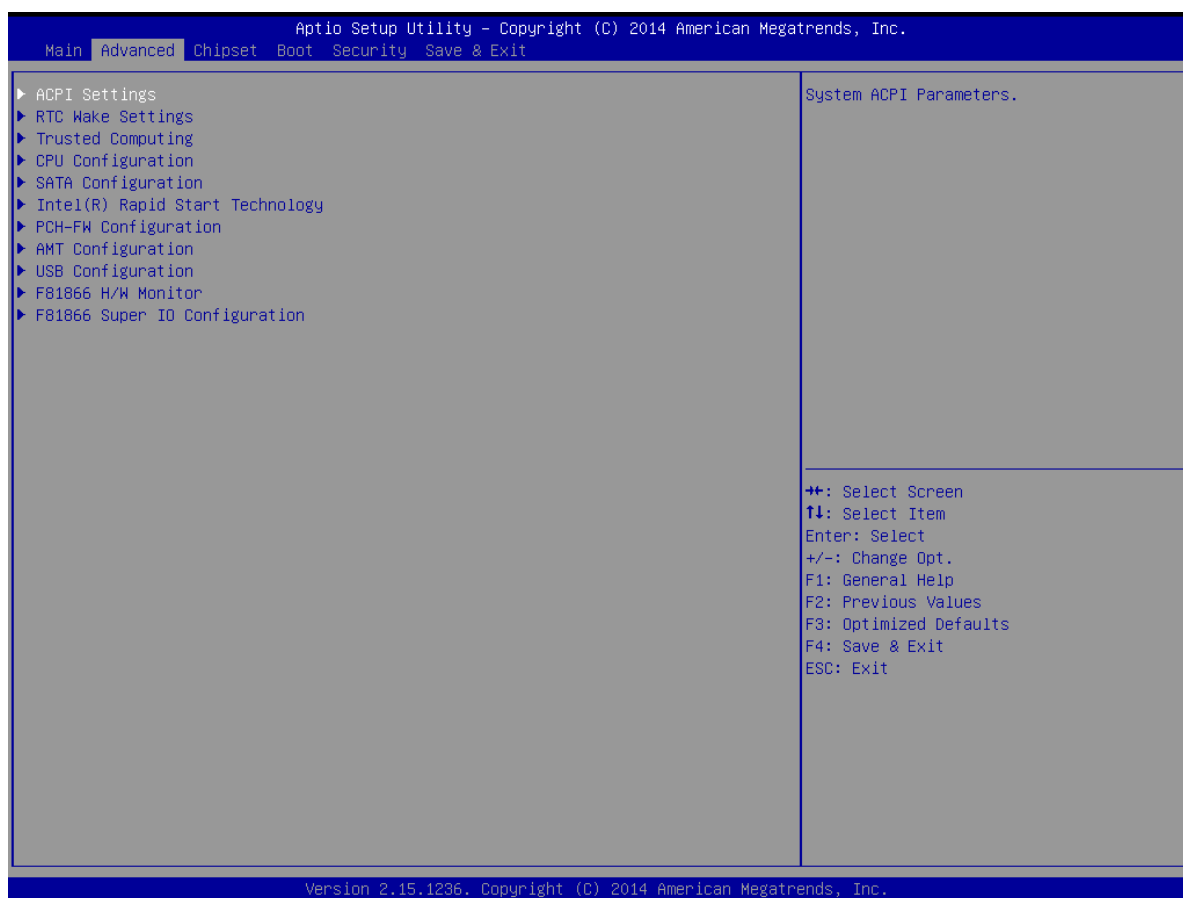 Aptio Setup Utility – Copyright (C) 2014 American Megatrends, Inc.
Main Advanced Chipset Boot Security Save & Exit
▶ ACPI Settings
▶ RTC Wake Settings
▶ Trusted Computing
▶ CPU Configuration
▶ SATA Configuration
▶ Intel(R) Rapid Start Technology
▶ PCH-FW Configuration
▶ AMT Configuration
▶ USB Configuration
▶ F81866 H/W Monitor
▶ F81866 Super IO Configuration
System ACPI Parameters.
→←: Select Screen
↑↓: Select Item
Enter: Select
+/-: Change Opt.
F1: General Help
F2: Previous Values
F3: Optimized Defaults
F4: Save & Exit
ESC: Exit
Version 2.15.1236. Copyright (C) 2014 American Megatrends, Inc.